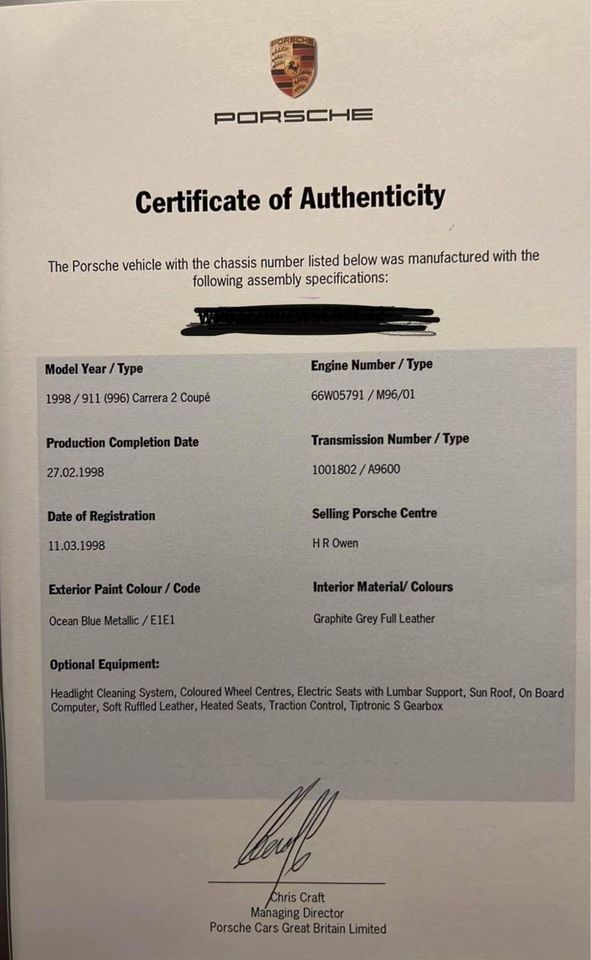 PORSCHE
PORSCHE
Certificate of Authenticity
The Porsche vehicle with the chassis number listed below was manufactured with the
following assembly specifications:
Model Year / Type
1998 / 911 (996) Carrera 2 Coupé
Engine Number / Type
66W05791 / M96/01
Production Completion Date
27.02.1998
Transmission Number / Type
1001802 / A9600
Date of Registration
11.03.1998
Selling Porsche Centre
H R Owen
Exterior Paint Colour / Code
Ocean Blue Metallic / E1E1
Interior Material/ Colours
Graphite Grey Full Leather
Optional Equipment:
Headlight Cleaning System, Coloured Wheel Centres, Electric Seats with Lumbar Support, Sun Roof, On Board
Computer, Soft Ruffled Leather, Heated Seats, Traction Control, Tiptronic S Gearbox
Chris Craft
Managing Director
Porsche Cars Great Britain Limited